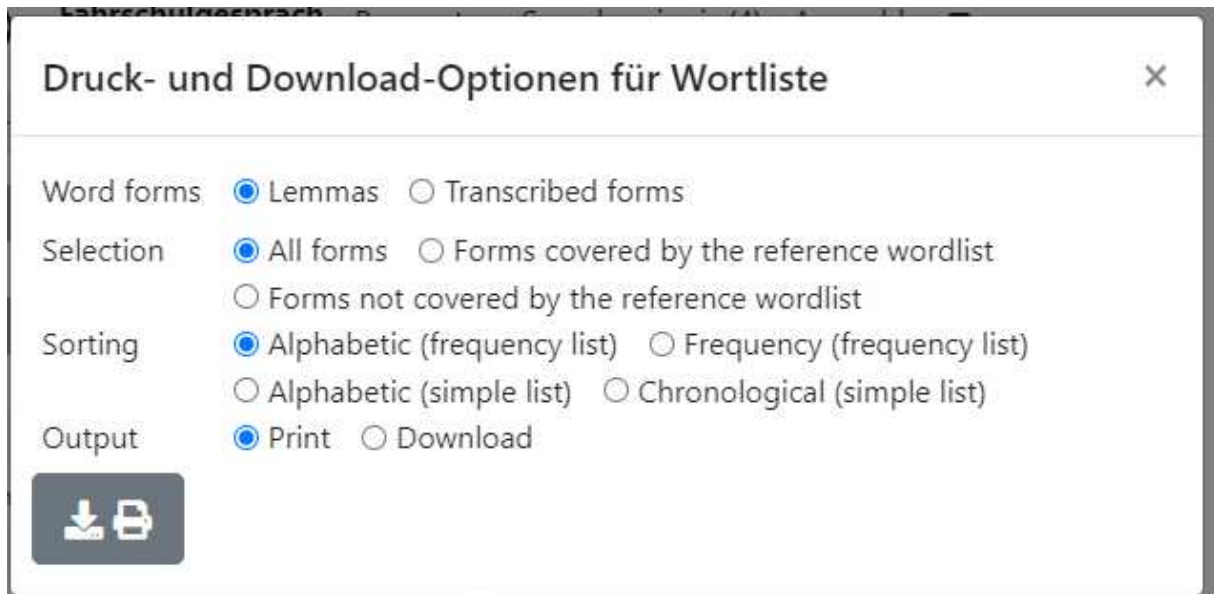 Druck- und Download-Optionen für Wortliste ×
Word forms Lemmas Transcribed forms
Selection All forms Forms covered by the reference wordlist
Forms not covered by the reference wordlist
Sorting Alphabetic (frequency list) Frequency (frequency list)
Alphabetic (simple list) Chronological (simple list)
Output Print Download